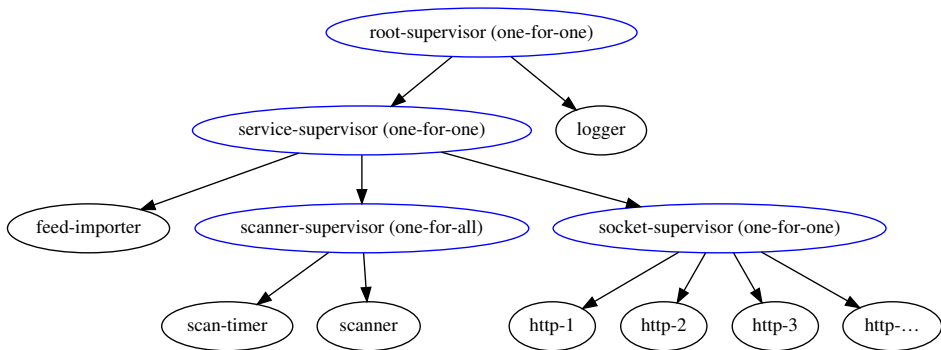 root-supervisor (one-for-one)
service-supervisor (one-for-one)
logger
feed-importer
scanner-supervisor (one-for-all)
socket-supervisor (one-for-one)
scan-timer
scanner
http-1
http-2
http-3
http-…